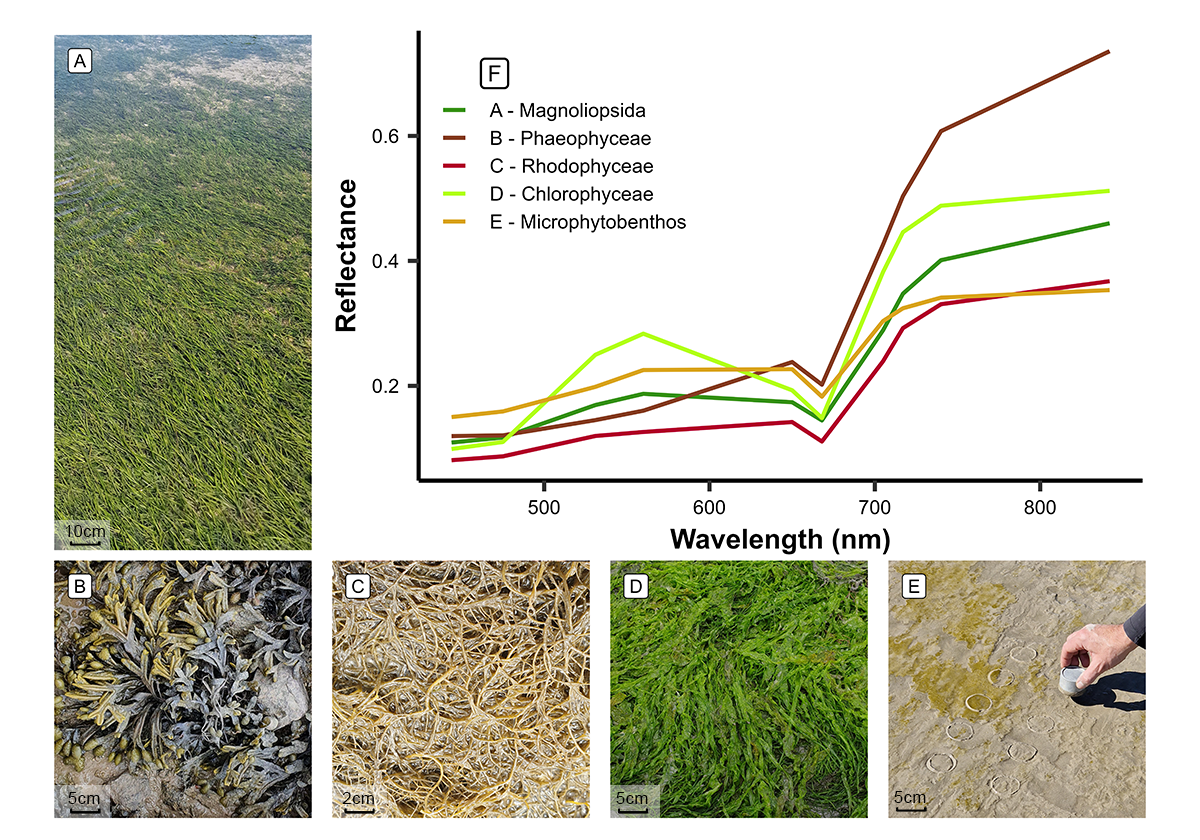 A
10cm
F
A - Magnoliopsida
B - Phaeophyceae
C - Rhodophyceae
D - Chlorophyceae
E - Microphytobenthos
Reflectance
0.6
0.4
0.2
500 600 700 800
Wavelength (nm)
B
5cm
C
2cm
D
5cm
E
5cm